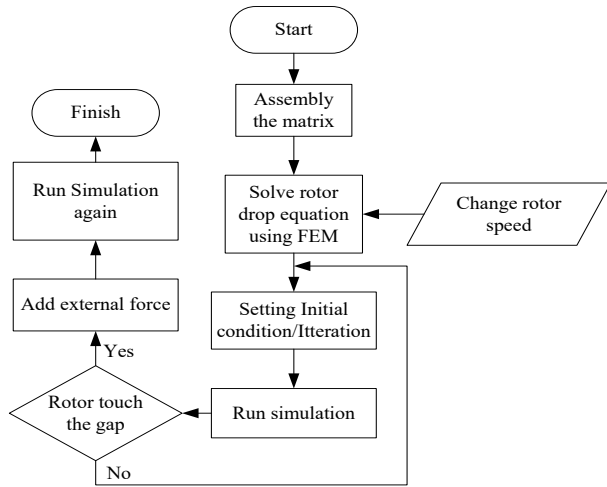 Start
Assembly
the matrix
Solve rotor
drop equation
using FEM
Change rotor
speed
Setting Initial
condition/Itteration
Run simulation
Rotor touch
the gap
No
Yes
Add external force
Run Simulation
again
Finish